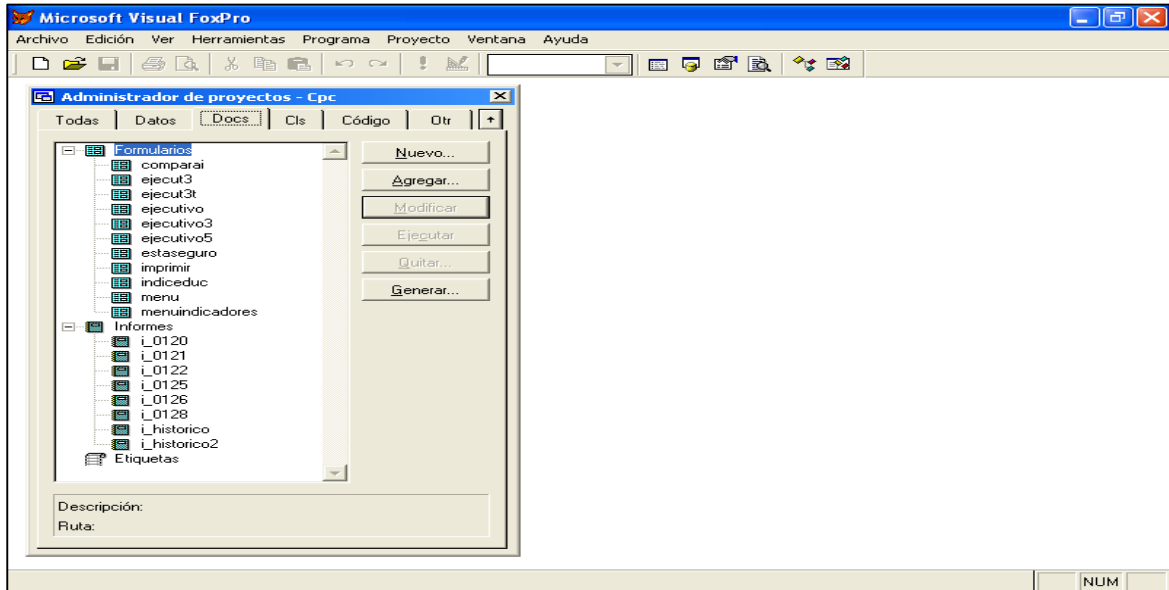 Microsoft Visual FoxPro
Archivo Edición Ver Herramientas Programa Proyecto Ventana Ayuda
Administrador de proyectos - Cpc
Todas Datos Docs Cls Código Otr
Formularios
comparai
ejecut3
ejecut3t
ejecutivo
ejecutivo3
ejecutivo5
estaseguro
imprimir
indiceduc
menu
menuindicadores
Informes
i_0120
i_0121
i_0122
i_0125
i_0126
i_0128
i_historico
i_historico2
Etiquetas
Nuevo...
Agregar...
Modificar
Ejecutar
Quitar...
Generar...
Descripción:
Ruta:
NUM